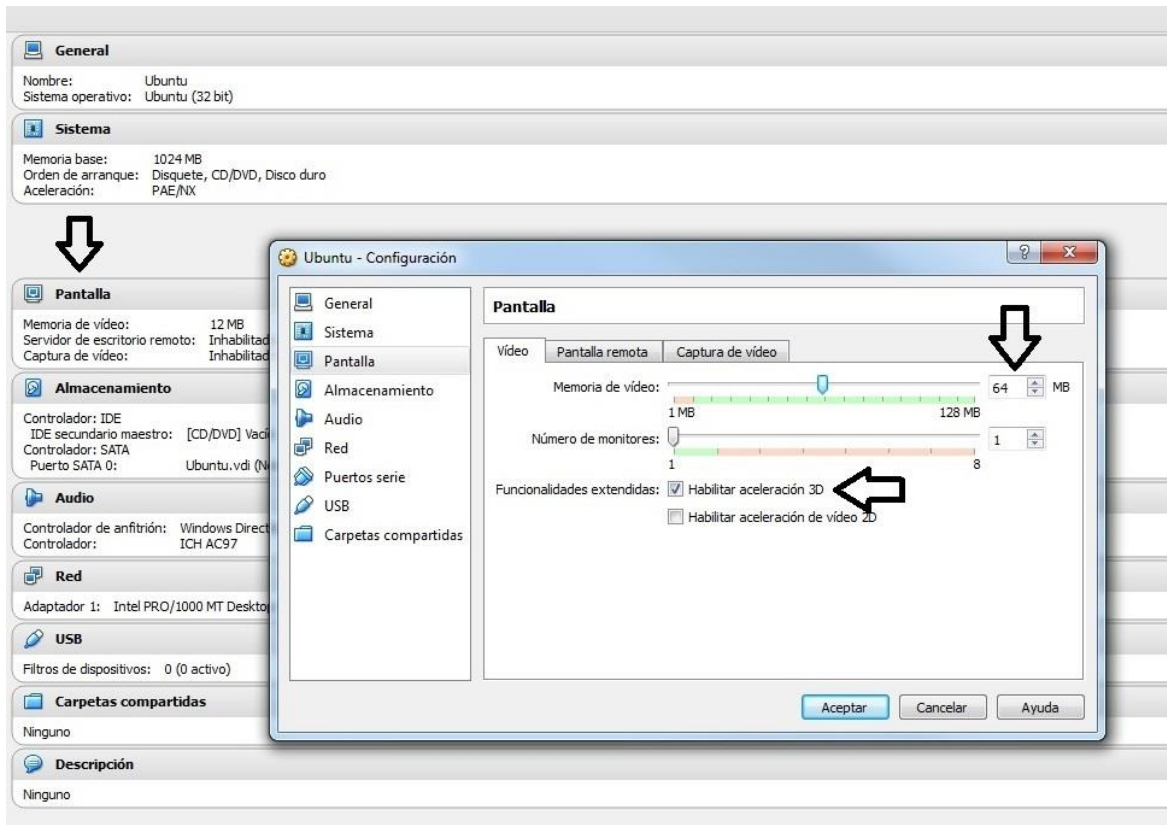 General
Nombre: Ubuntu
Sistema operativo: Ubuntu (32 bit)
Sistema
Memoria base: 1024 MB
Orden de arranque: Disquete, CD/DVD, Disco duro
Aceleración: PAE/NX
Pantalla
Memoria de vídeo: 12 MB
Servidor de escritorio remoto: Inhabilitad
Captura de vídeo: Inhabilitad
Almacenamiento
Controlador: IDE
IDE secundario maestro: [CD/DVD] Vací
Controlador: SATA
Puerto SATA 0: Ubuntu.vdi (N
Audio
Controlador de anfitrión: Windows Direct
Controlador: ICH AC97
Red
Adaptador 1: Intel PRO/1000 MT Deskto
USB
Filtros de dispositivos: 0 (0 activo)
Carpetas compartidas
Ninguno
Descripción
Ninguno
Ubuntu - Configuración
General
Sistema
Pantalla
Almacenamiento
Audio
Red
Puertos serie
USB
Carpetas compartidas
Pantalla
Vídeo Pantalla remota Captura de vídeo
Memoria de vídeo: 64 MB
1 MB 128 MB
Número de monitores: 1
1 8
Funcionalidades extendidas: Habilitar aceleración 3D
Habilitar aceleración de vídeo 2D
Aceptar Cancelar Ayuda